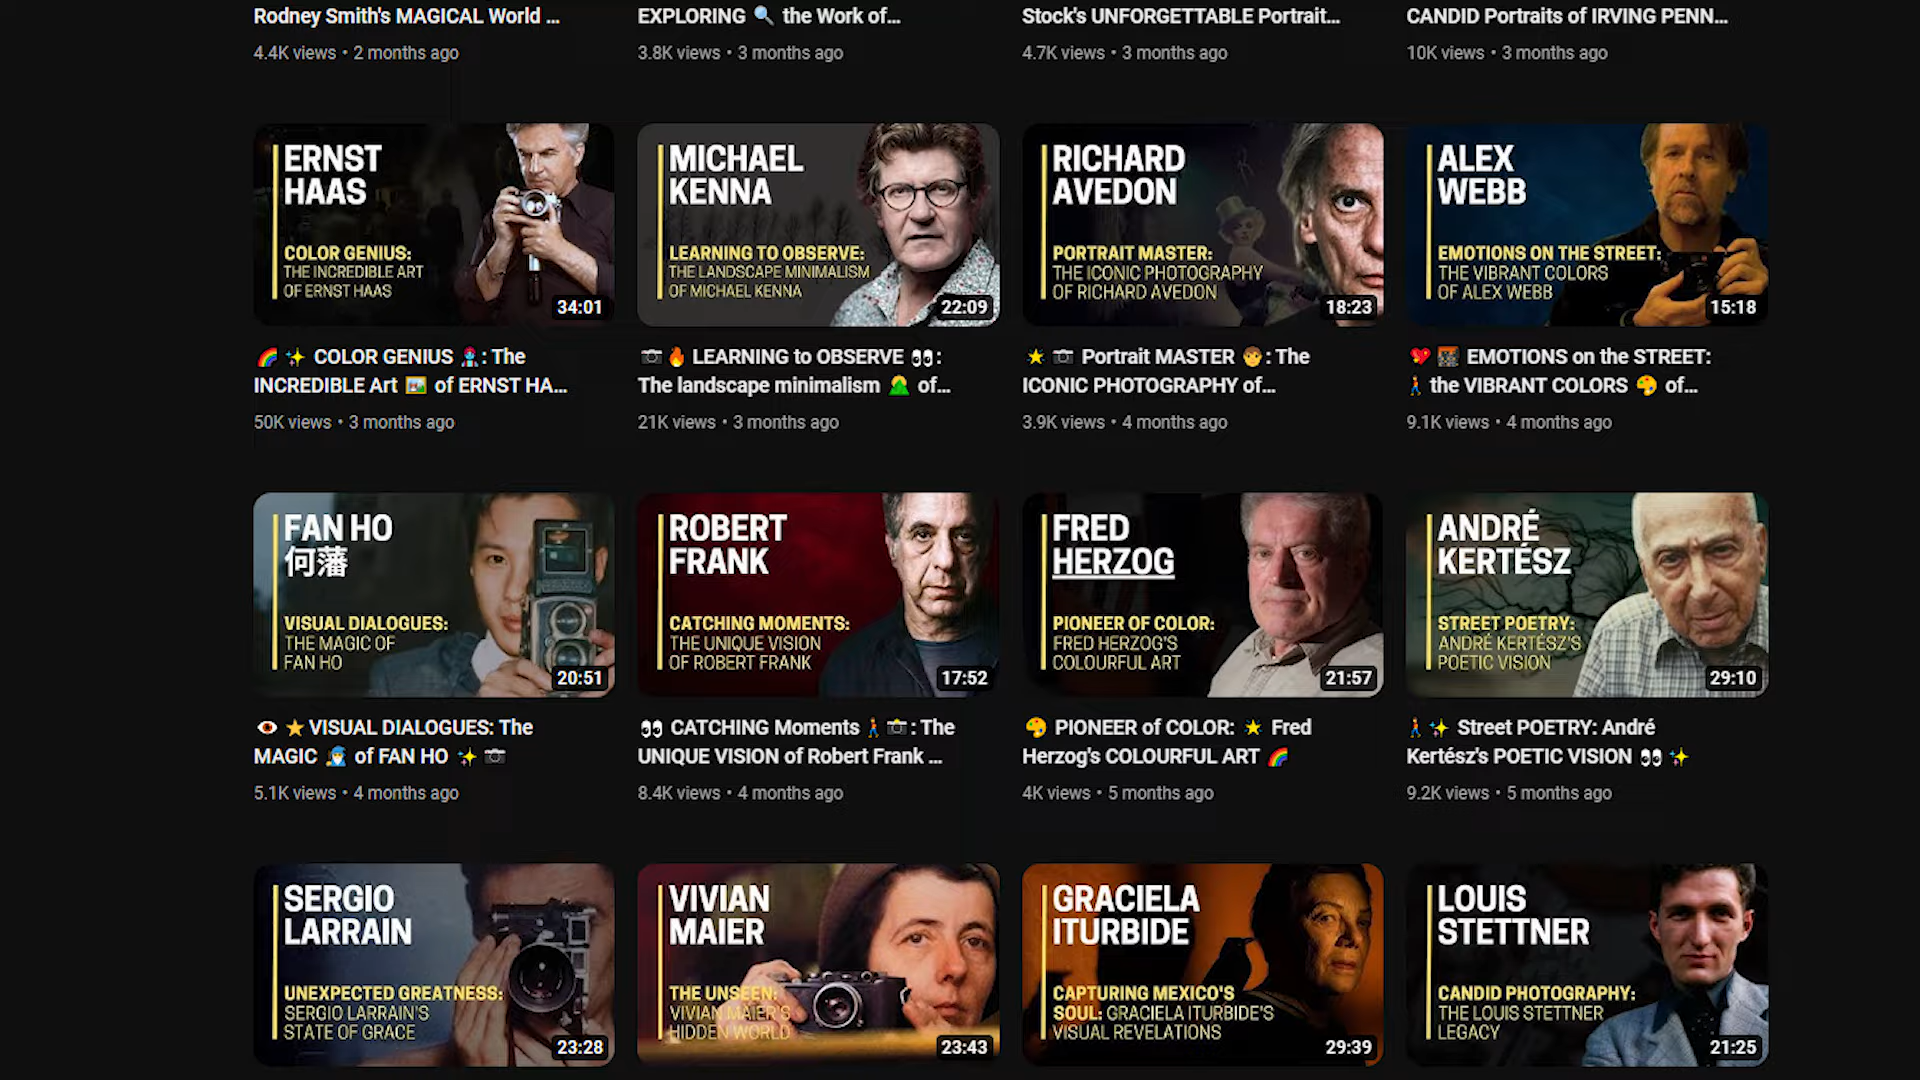 Rodney Smith's MAGICAL World ...
EXPLORING 🔍 the Work of...
Stock's UNFORGETTABLE Portrait...
CANDID Portraits of IRVING PENN...
4.4K views • 2 months ago
3.8K views • 3 months ago
4.7K views • 3 months ago
10K views • 3 months ago
ERNST
HAAS
COLOR GENIUS:
THE INCREDIBLE ART
OF ERNST HAAS
34:01
MICHAEL
KENNA
LEARNING TO OBSERVE:
THE LANDSCAPE MINIMALISM
OF MICHAEL KENNA
22:09
RICHARD
AVEDON
PORTRAIT MASTER:
THE ICONIC PHOTOGRAPHY
OF RICHARD AVEDON
18:23
ALEX
WEBB
EMOTIONS ON THE STREET:
THE VIBRANT COLORS
OF ALEX WEBB
15:18
🌈 ✨ COLOR GENIUS 👩‍🎤: The
INCREDIBLE Art 🖼️ of ERNST HA...
50K views • 3 months ago
📷 🔥 LEARNING to OBSERVE 👀:
The landscape minimalism 🌄 of...
21K views • 3 months ago
🌟 📷 Portrait MASTER 🧑: The
ICONIC PHOTOGRAPHY of...
3.9K views • 4 months ago
💖 🌆 EMOTIONS on the STREET:
🚶 the VIBRANT COLORS 🎨 of...
9.1K views • 4 months ago
FAN HO
何藩
VISUAL DIALOGUES:
THE MAGIC OF
FAN HO
20:51
ROBERT
FRANK
CATCHING MOMENTS:
THE UNIQUE VISION
OF ROBERT FRANK
17:52
FRED
HERZOG
PIONEER OF COLOR:
FRED HERZOG'S
COLOURFUL ART
21:57
ANDRÉ
KERTÉSZ
STREET POETRY:
ANDRÉ KERTÉSZ'S
POETIC VISION
29:10
👁️ ⭐ VISUAL DIALOGUES: The
MAGIC 🧙 of FAN HO ✨ 📷
5.1K views • 4 months ago
👀 CATCHING Moments 🚶📸: The
UNIQUE VISION of Robert Frank ...
8.4K views • 4 months ago
🎨 PIONEER of COLOR: 🌟 Fred
Herzog's COLOURFUL ART 🌈
4K views • 5 months ago
🚶✨ Street POETRY: André
Kertész's POETIC VISION 👀 ✨
9.2K views • 5 months ago
SERGIO
LARRAIN
UNEXPECTED GREATNESS:
SERGIO LARRAIN'S
STATE OF GRACE
23:28
VIVIAN
MAIER
THE UNSEEN:
VIVIAN MAIER'S
HIDDEN WORLD
23:43
GRACIELA
ITURBIDE
CAPTURING MEXICO'S
SOUL: GRACIELA ITURBIDE'S
VISUAL REVELATIONS
29:39
LOUIS
STETTNER
CANDID PHOTOGRAPHY:
THE LOUIS STETTNER
LEGACY
21:25